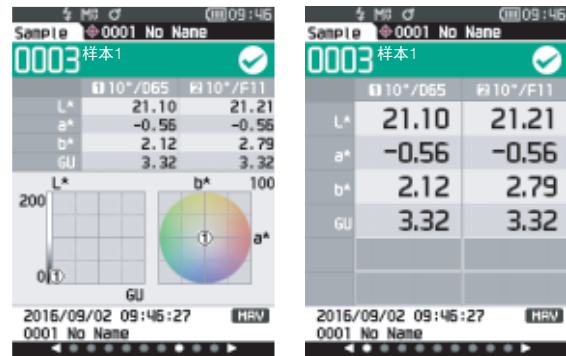 M/I 09:46
Sample 0001 No Name
0003 样本1
1 10°/D65 2 10°/F11
L* 21.10 21.21
a* -0.56 -0.56
b* 2.12 2.79
GU 3.32 3.32
L* b* 100
200
1 a*
0 1
GU
2016/09/02 09:46:27 MAV
0001 No Name
M/I 09:46
Sample 0001 No Name
0003 样本1
1 10°/D65 2 10°/F11
L* 21.10 21.21
a* -0.56 -0.56
b* 2.12 2.79
GU 3.32 3.32
2016/09/02 09:46:27 MAV
0001 No Name